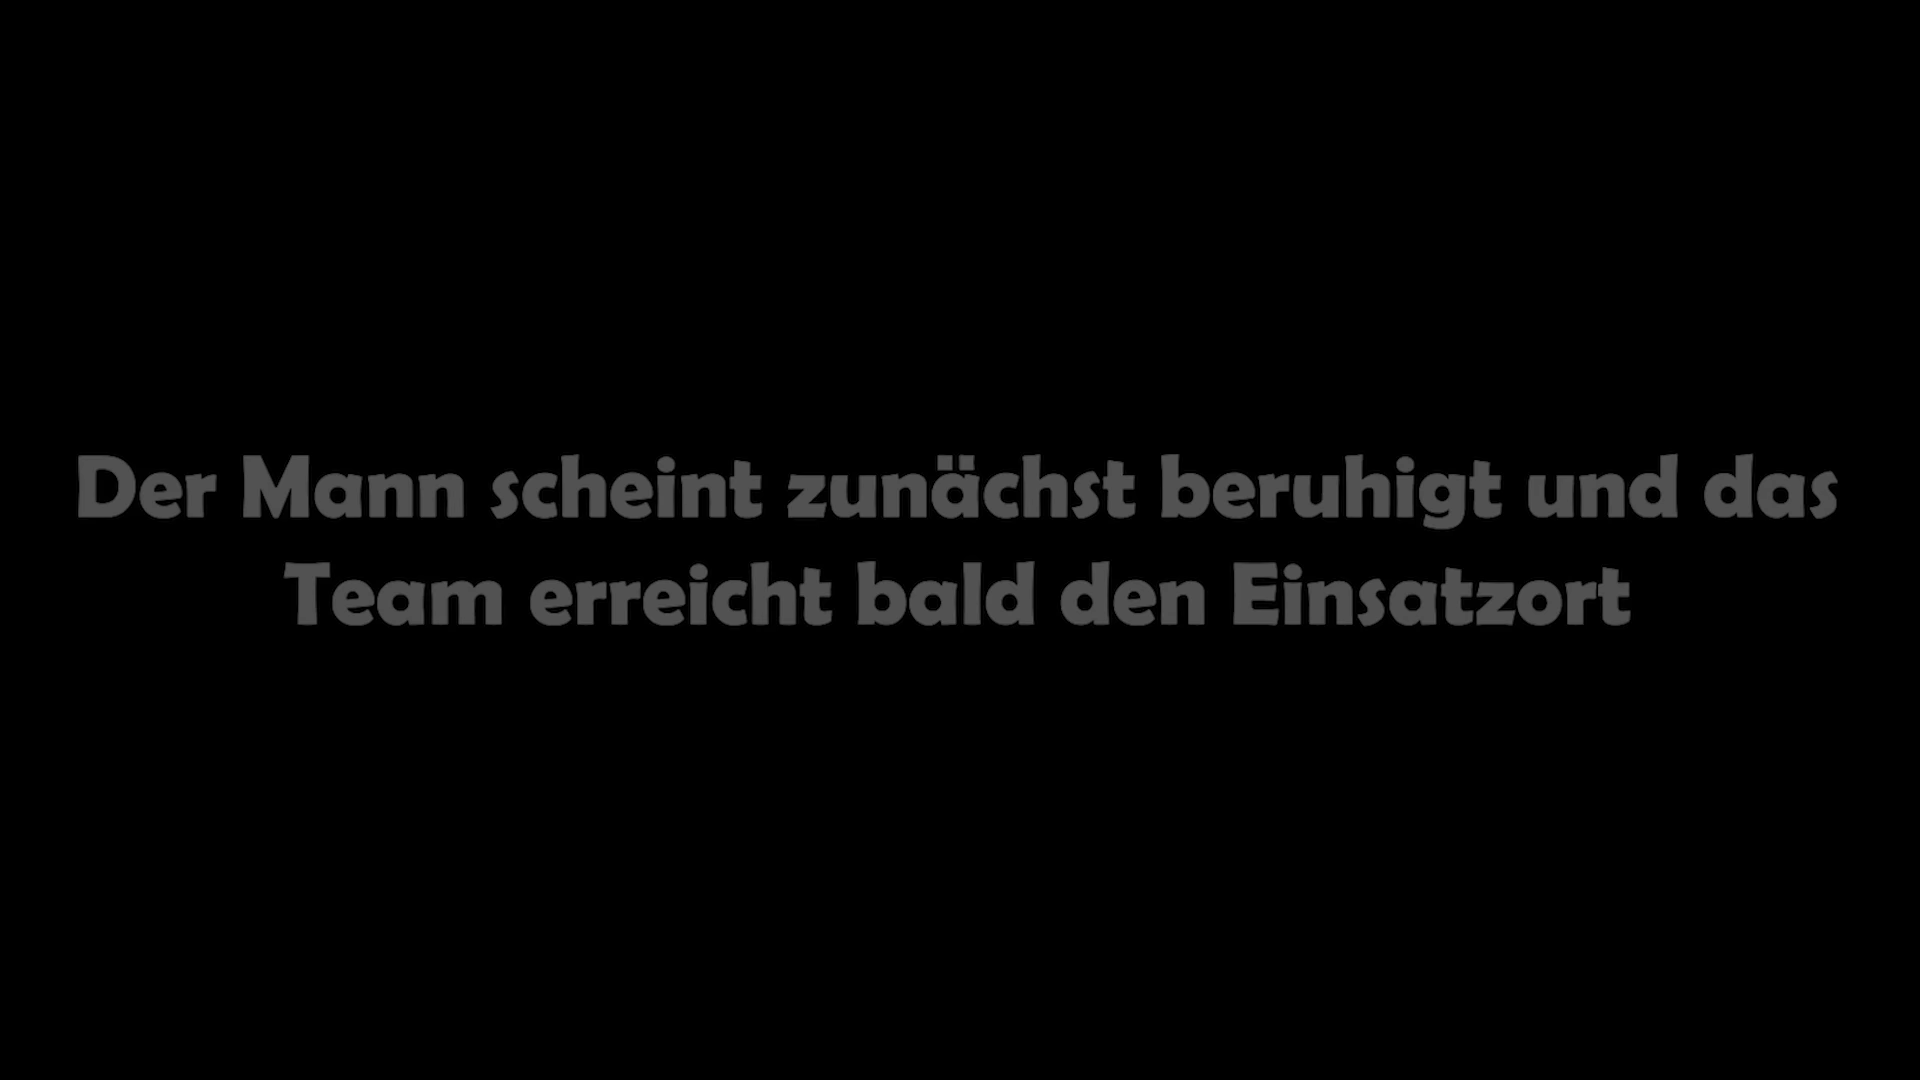 Der Mann scheint zunächst beruhigt und das
Team erreicht bald den Einsatzort